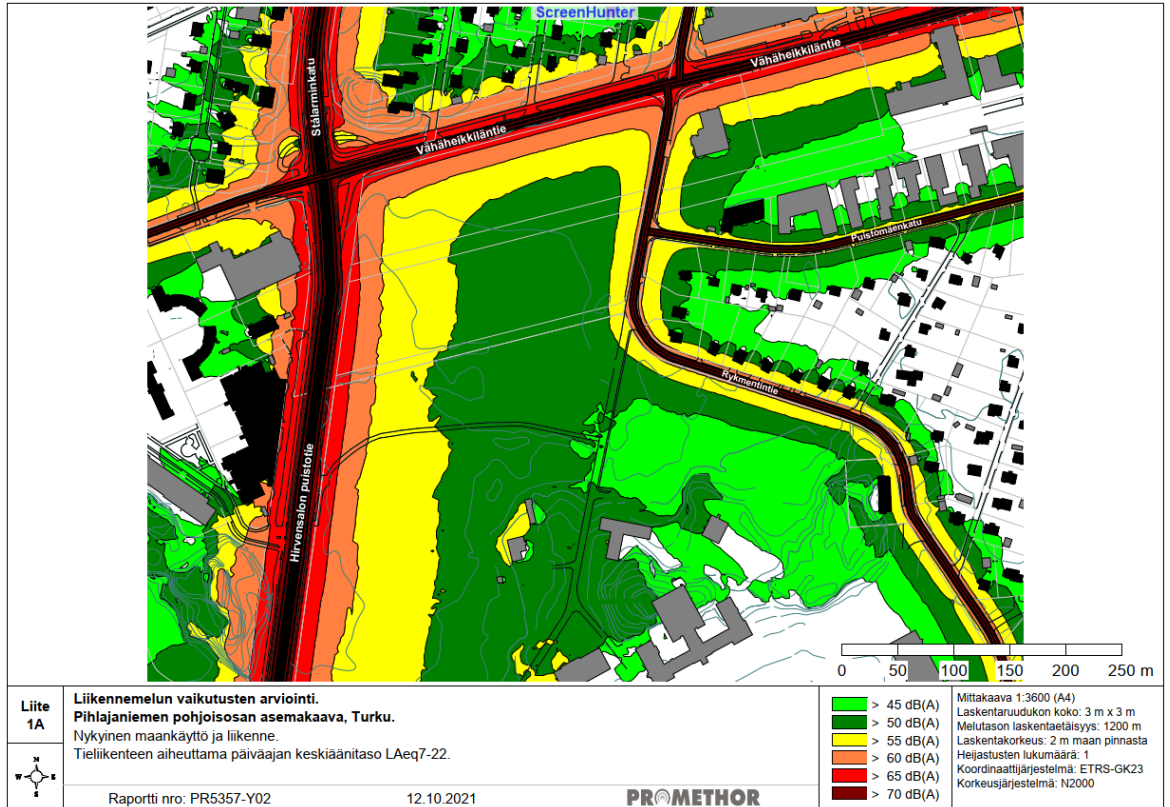 ScreenHunter
Stålarminkatu
Vähäheikkiläntie
Vähäheikkiläntie
Puistomäenkatu
Rykmentintie
Hirvensalon puistotie
0 50 100 150 200 250 m
Liite
1A
N
W E
S
Liikennemelun vaikutusten arviointi.
Pihlajaniemen pohjoisosan asemakaava, Turku.
Nykyinen maankäyttö ja liikenne.
Tieliikenteen aiheuttama päiväajan keskiäänitaso LAeq7-22.
Raportti nro: PR5357-Y02 12.10.2021 PROMETHOR
> 45 dB(A)
> 50 dB(A)
> 55 dB(A)
> 60 dB(A)
> 65 dB(A)
> 70 dB(A)
Mittakaava 1:3600 (A4)
Laskentaruudukon koko: 3 m x 3 m
Melutason laskentaetäisyys: 1200 m
Laskentakorkeus: 2 m maan pinnasta
Heijastusten lukumäärä: 1
Koordinaattijärjestelmä: ETRS-GK23
Korkeusjärjestelmä: N2000